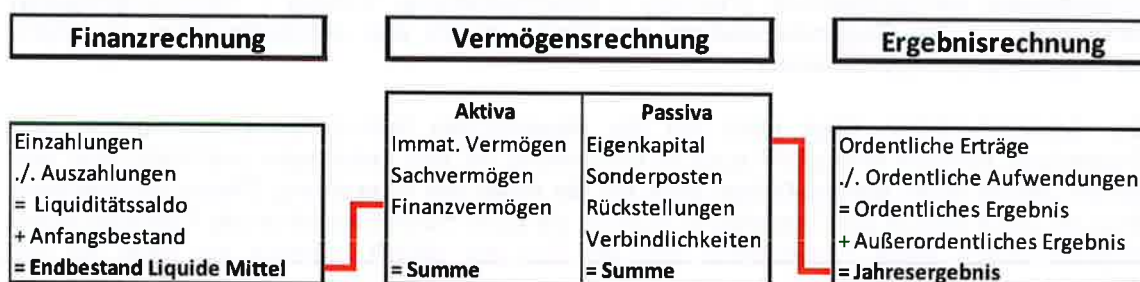 Finanzrechnung
Einzahlungen
./. Auszahlungen
= Liquiditätssaldo
+ Anfangsbestand
= Endbestand Liquide Mittel
Vermögensrechnung
Aktiva
Immat. Vermögen
Sachvermögen
Finanzvermögen
= Summe
Passiva
Eigenkapital
Sonderposten
Rückstellungen
Verbindlichkeiten
= Summe
Ergebnisrechnung
Ordentliche Erträge
./. Ordentliche Aufwendungen
= Ordentliches Ergebnis
+ Außerordentliches Ergebnis
= Jahresergebnis